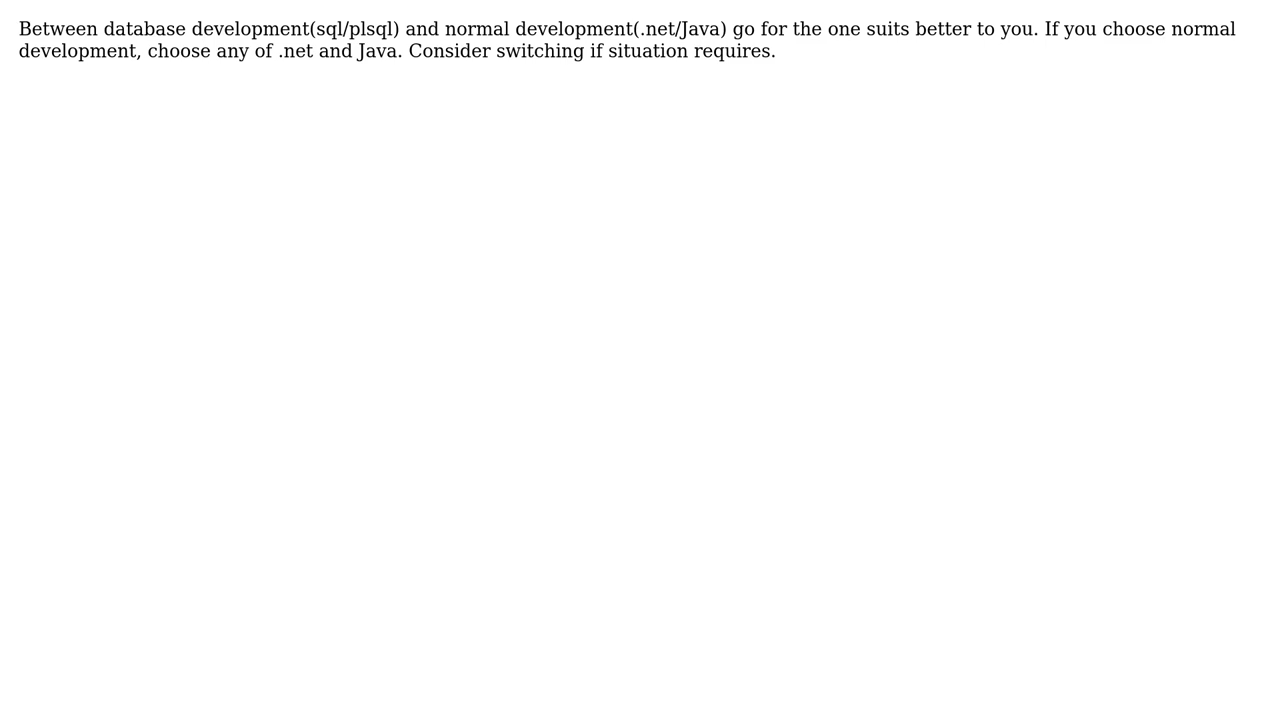 Between database development(sql/plsql) and normal development(.net/Java) go for the one suits better to you. If you choose normal
development, choose any of .net and Java. Consider switching if situation requires.